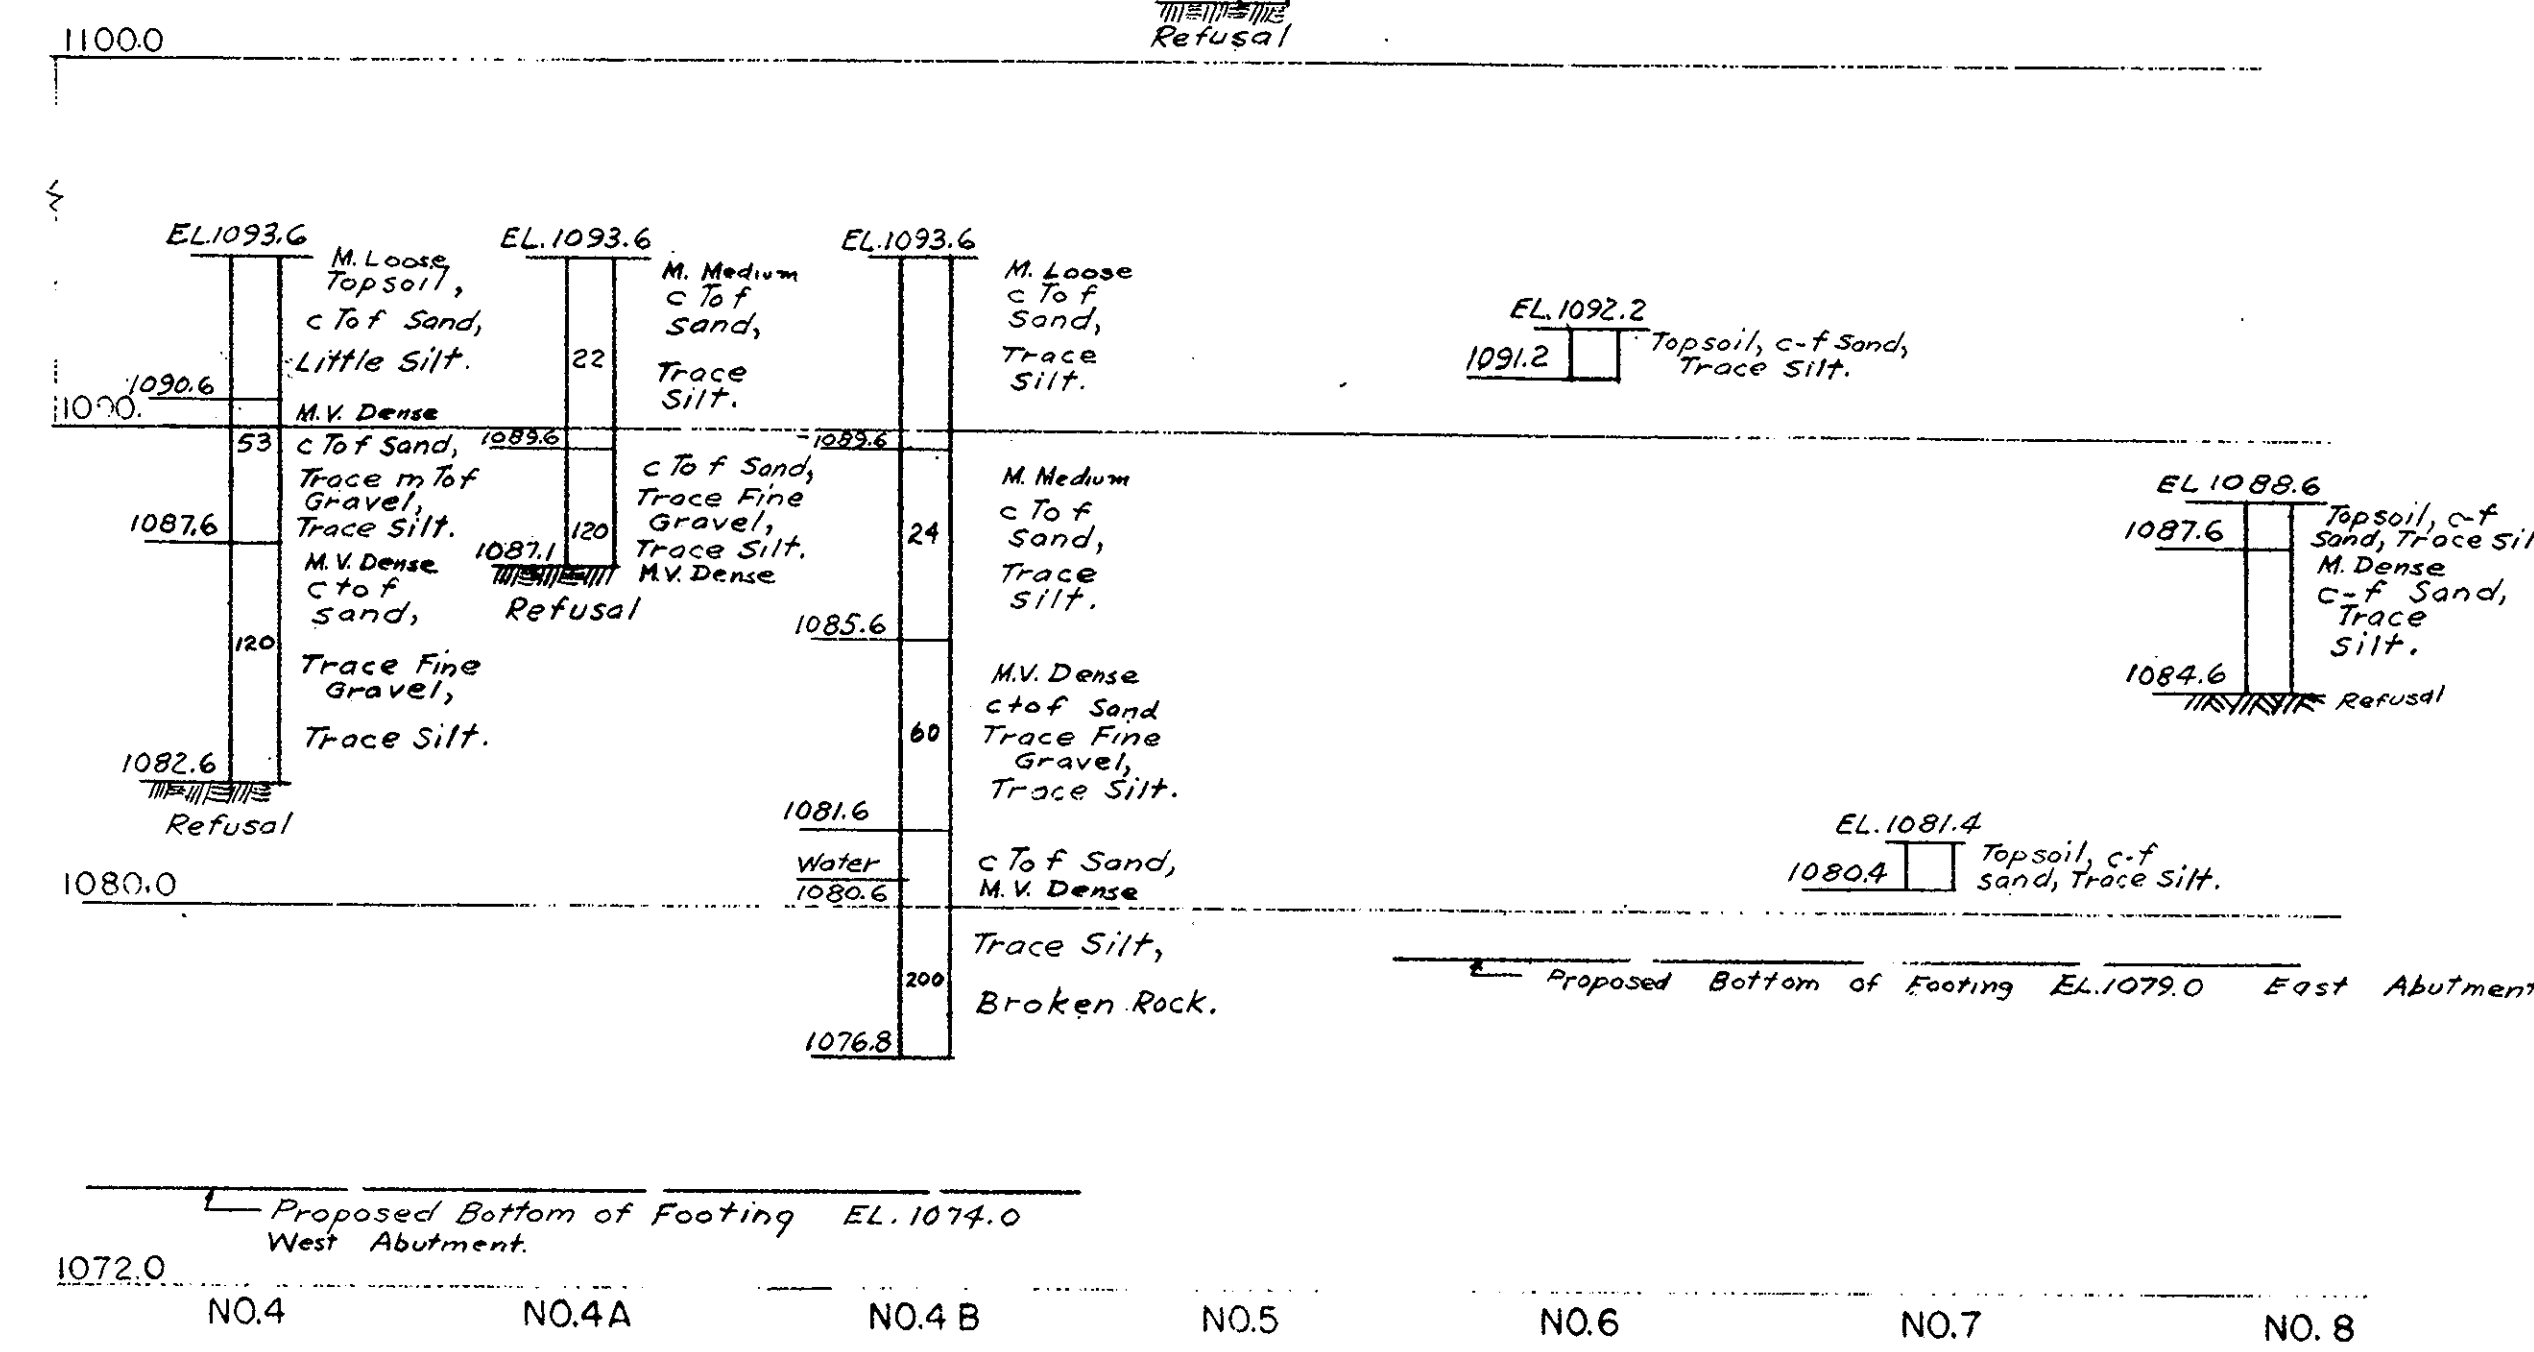 Refusal
1100.0
EL.1093.6
M. Loose
Topsoil,
c To f Sand,
Little Silt.
1090.6
M.V. Dense
53
c To f Sand,
Trace m To f
Gravel,
Trace Silt.
1087.6
M.V. Dense
c to f
sand,
120
Trace Fine
Gravel,
Trace Silt.
1082.6
Refusal
EL.1093.6
M. Medium
c To f
sand,
22
Trace
Silt.
1089.6
c To f Sand,
Trace Fine
Gravel,
120
Trace Silt.
1087.1
M.V. Dense
Refusal
EL.1093.6
M. Loose
c To f
Sand,
Trace
Silt.
1089.6
M. Medium
c To f
Sand,
24
Trace
Silt.
1085.6
M.V. Dense
c to f Sand
60
Trace Fine
Gravel,
Trace Silt.
1081.6
Water
1080.6
c To f Sand,
M.V. Dense
Trace Silt,
200
Broken Rock.
1076.8
EL.1092.2
1091.2
Topsoil, c-f Sand,
Trace Silt.
EL.1081.4
1080.4
Topsoil, c-f
sand, Trace Silt.
EL 1088.6
Topsoil, c-f
1087.6
Sand, Trace Sil
M. Dense
c-f Sand,
Trace
Silt.
1084.6
Refusal
1080.0
Proposed Bottom of Footing EL.1079.0 East Abutment
Proposed Bottom of Footing EL.1074.0
West Abutment.
1072.0
NO.4 NO.4A NO.4B NO.5 NO.6 NO.7 NO.8